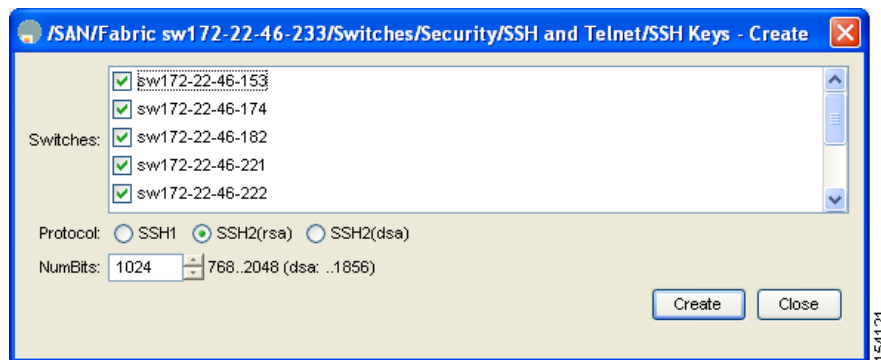 /SAN/Fabric sw172-22-46-233/Switches/Security/SSH and Telnet/SSH Keys - Create
Switches:
sw172-22-46-153
sw172-22-46-174
sw172-22-46-182
sw172-22-46-221
sw172-22-46-222
Protocol: SSH1 SSH2(rsa) SSH2(dsa)
NumBits: 1024 768..2048 (dsa: ..1856)
Create Close
154121